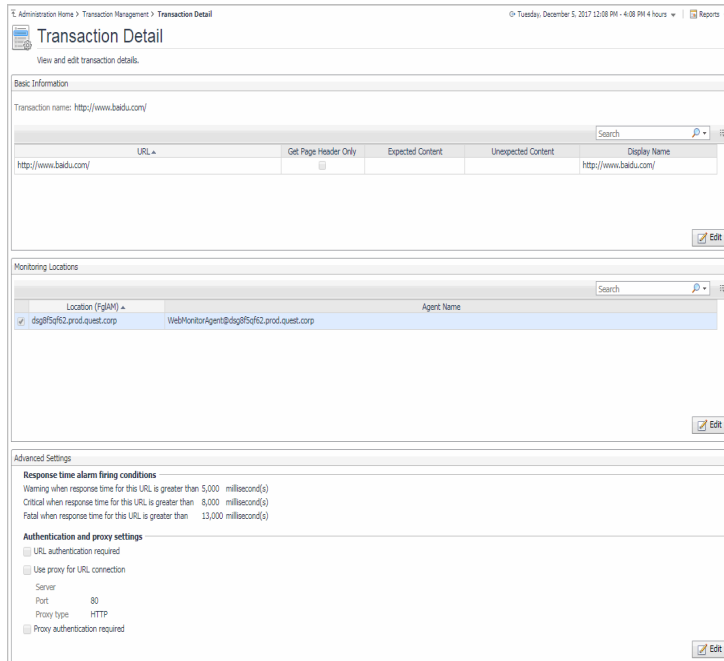 Administration Home > Transaction Management > Transaction Detail
Tuesday, December 5, 2017 12:08 PM - 4:08 PM 4 hours
Reports
Transaction Detail
View and edit transaction details.
Basic Information
Transaction name: http://www.baidu.com/
Search
URL Get Page Header Only Expected Content Unexpected Content Display Name
http://www.baidu.com/ http://www.baidu.com/
Edit
Monitoring Locations
Search
Location (FglAM) Agent Name
dsg8f5qf62.prod.quest.corp WebMonitorAgent@dsg8f5qf62.prod.quest.corp
Edit
Advanced Settings
Response time alarm firing conditions
Warning when response time for this URL is greater than 5,000 millisecond(s)
Critical when response time for this URL is greater than 8,000 millisecond(s)
Fatal when response time for this URL is greater than 13,000 millisecond(s)
Authentication and proxy settings
URL authentication required
Use proxy for URL connection
Server
Port 80
Proxy type HTTP
Proxy authentication required
Edit